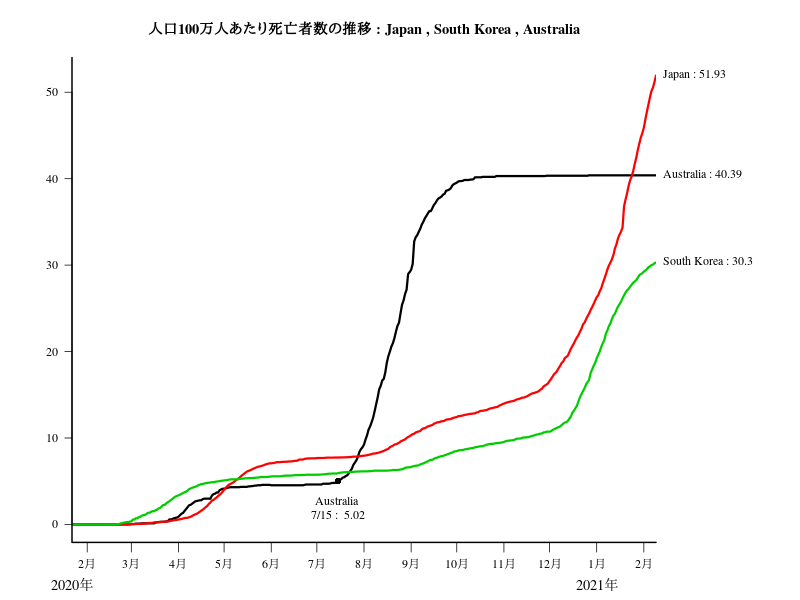 人口100万人あたり死亡者数の推移 : Japan , South Korea , Australia
Japan : 51.93
50
40
Australia : 40.39
30
South Korea : 30.3
20
10
0
Australia
7/15 : 5.02
2月 3月 4月 5月 6月 7月 8月 9月 10月 11月 12月 1月 2月
2020年 2021年